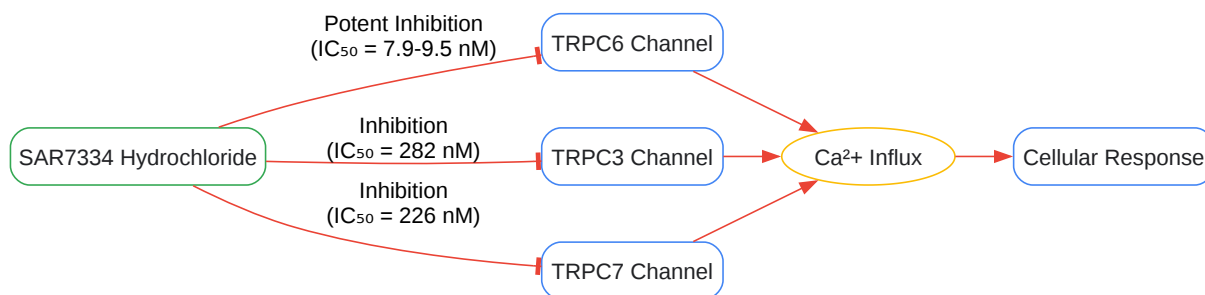 Potent Inhibition
(IC₅₀ = 7.9-9.5 nM)
TRPC6 Channel
SAR7334 Hydrochloride
Inhibition
(IC₅₀ = 282 nM)
TRPC3 Channel
Ca²+ Influx
Cellular Response
Inhibition
(IC₅₀ = 226 nM)
TRPC7 Channel